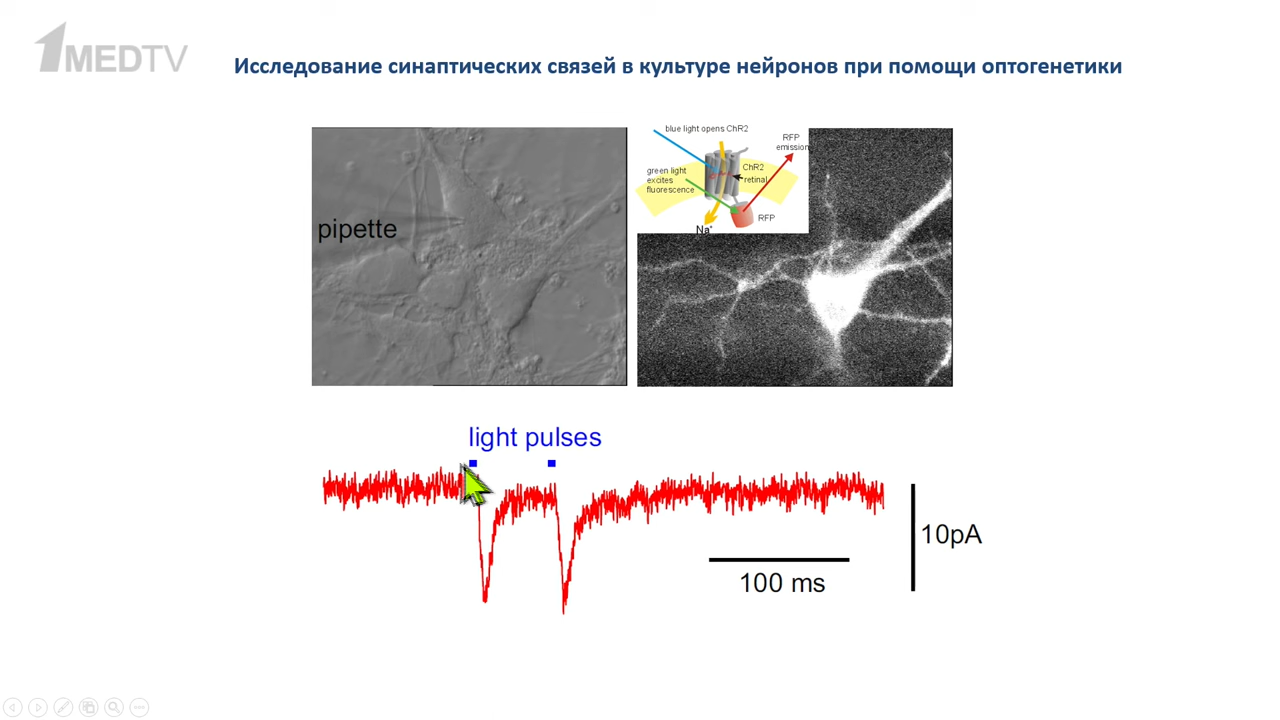 1MEDTV
Исследование синаптических связей в культуре нейронов при помощи оптогенетики
pipette
blue light opens ChR2
RFP
emission
green light
excites
fluorescence
ChR2
retinal
RFP
Na⁺
light pulses
10pA
100 ms